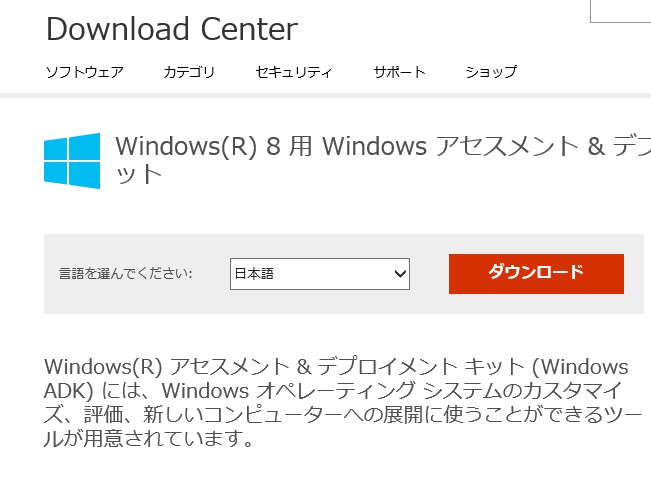 Download Center
ソフトウェア カテゴリ セキュリティ サポート ショップ
Windows(R) 8 用 Windows アセスメント & デプ
ット
言語を選んでください: 日本語 ダウンロード
Windows(R) アセスメント & デプロイメント キット (Windows
ADK) には、Windows オペレーティング システムのカスタマイ
ズ、評価、新しいコンピューターへの展開に使うことができるツー
ルが用意されています。